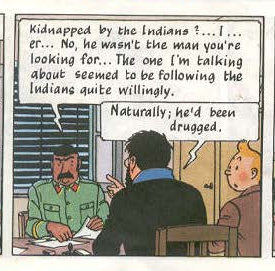 Kidnapped by the Indians?...I...
er... No, he wasn't the man you're
looking for... The one I'm talking
about seemed to be following the
Indians quite willingly.
Naturally; he'd been
drugged.